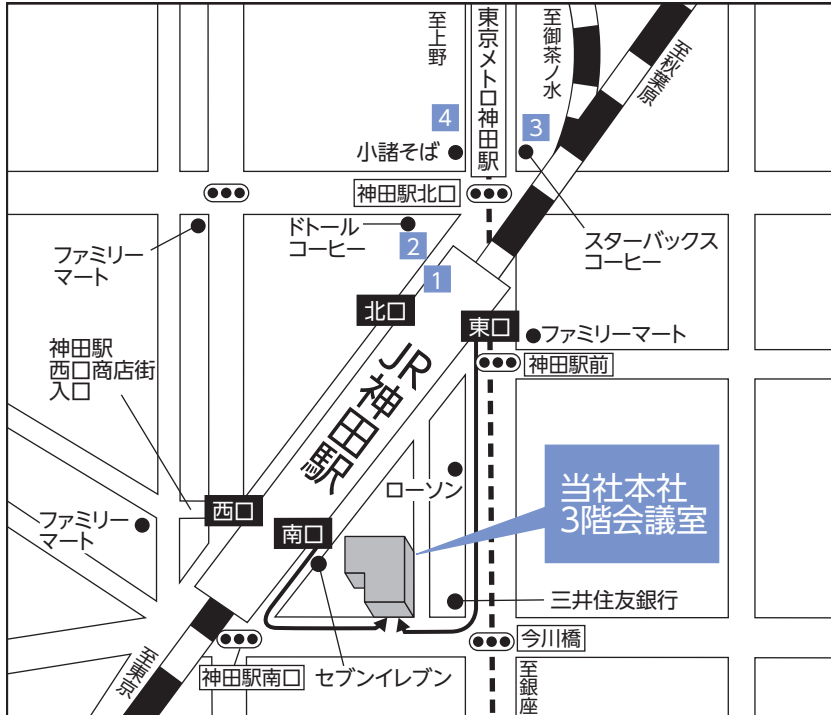 至上野
東京メトロ神田駅
至御茶ノ水
至秋葉原
4
3
小諸そば
神田駅北口
ドトール
コーヒー
スターバックス
コーヒー
ファミリー
マート
2
1
北口
東口
ファミリーマート
神田駅前
神田駅
西口商店街
入口
JR神田駅
ローソン
当社本社
3階会議室
西口
南口
ファミリー
マート
三井住友銀行
今川橋
至東京
神田駅南口
セブンイレブン
至銀座